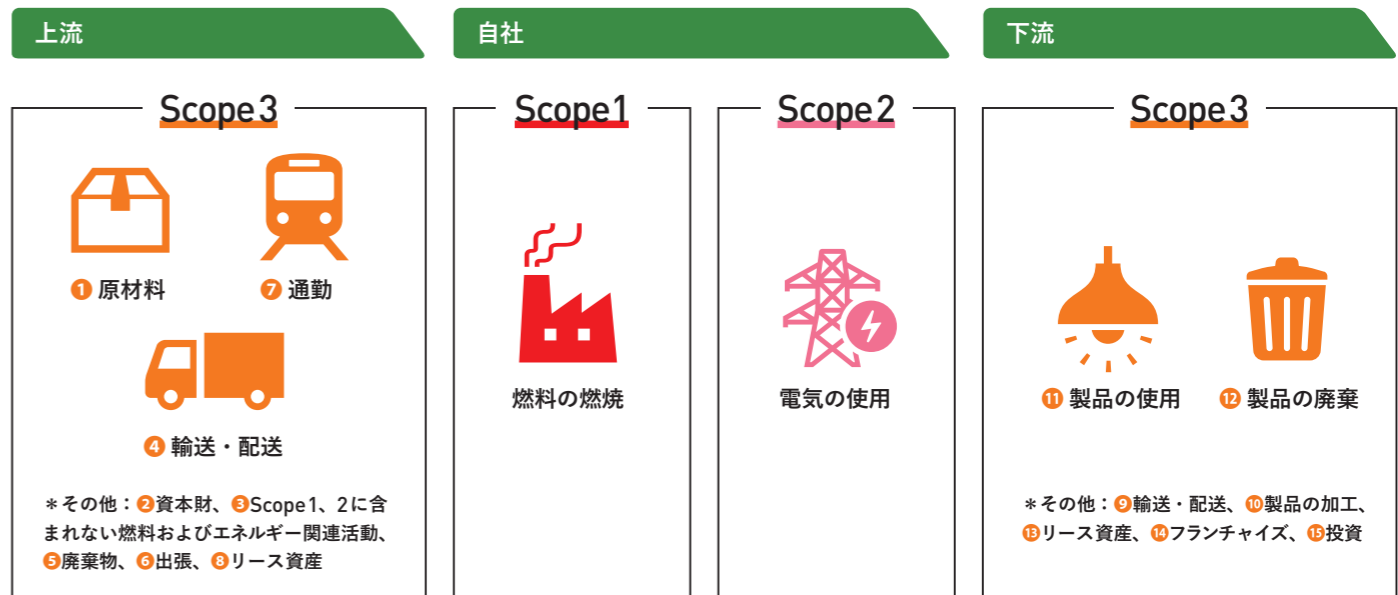 上流
Scope3
❶ 原材料
❼ 通勤
❹ 輸送・配送
＊その他：❷資本財、❸Scope1、2に含
まれない燃料およびエネルギー関連活動、
❺廃棄物、❻出張、❽リース資産
自社
Scope1
燃料の燃焼
Scope2
電気の使用
下流
Scope3
⓫ 製品の使用
⓬ 製品の廃棄
＊その他：❾輸送・配送、❿製品の加工、
⓭リース資産、⓮フランチャイズ、⓯投資